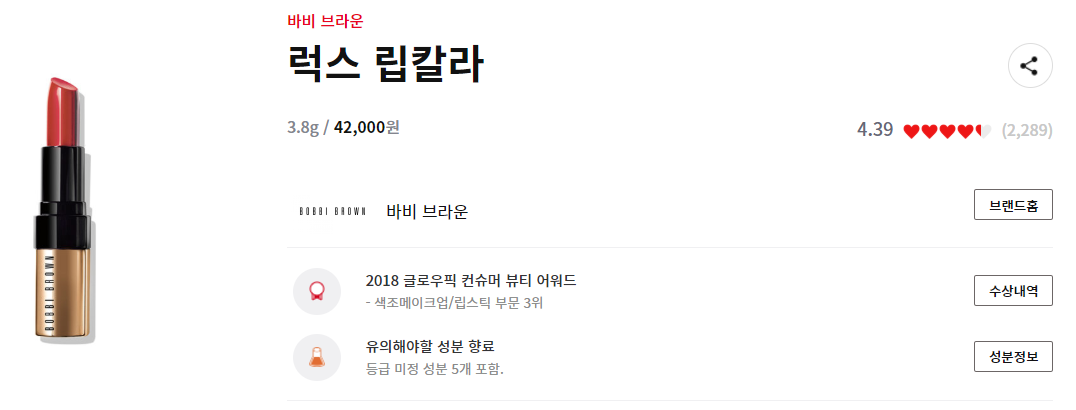 바비 브라운
럭스 립칼라
3.8g / 42,000원
4.39 (2,289)
BOBBI BROWN 바비 브라운
브랜드홈
2018 글로우픽 컨슈머 뷰티 어워드
- 색조메이크업/립스틱 부문 3위
수상내역
유의해야할 성분 향료
등급 미정 성분 5개 포함.
성분정보
BOBBI BROWN